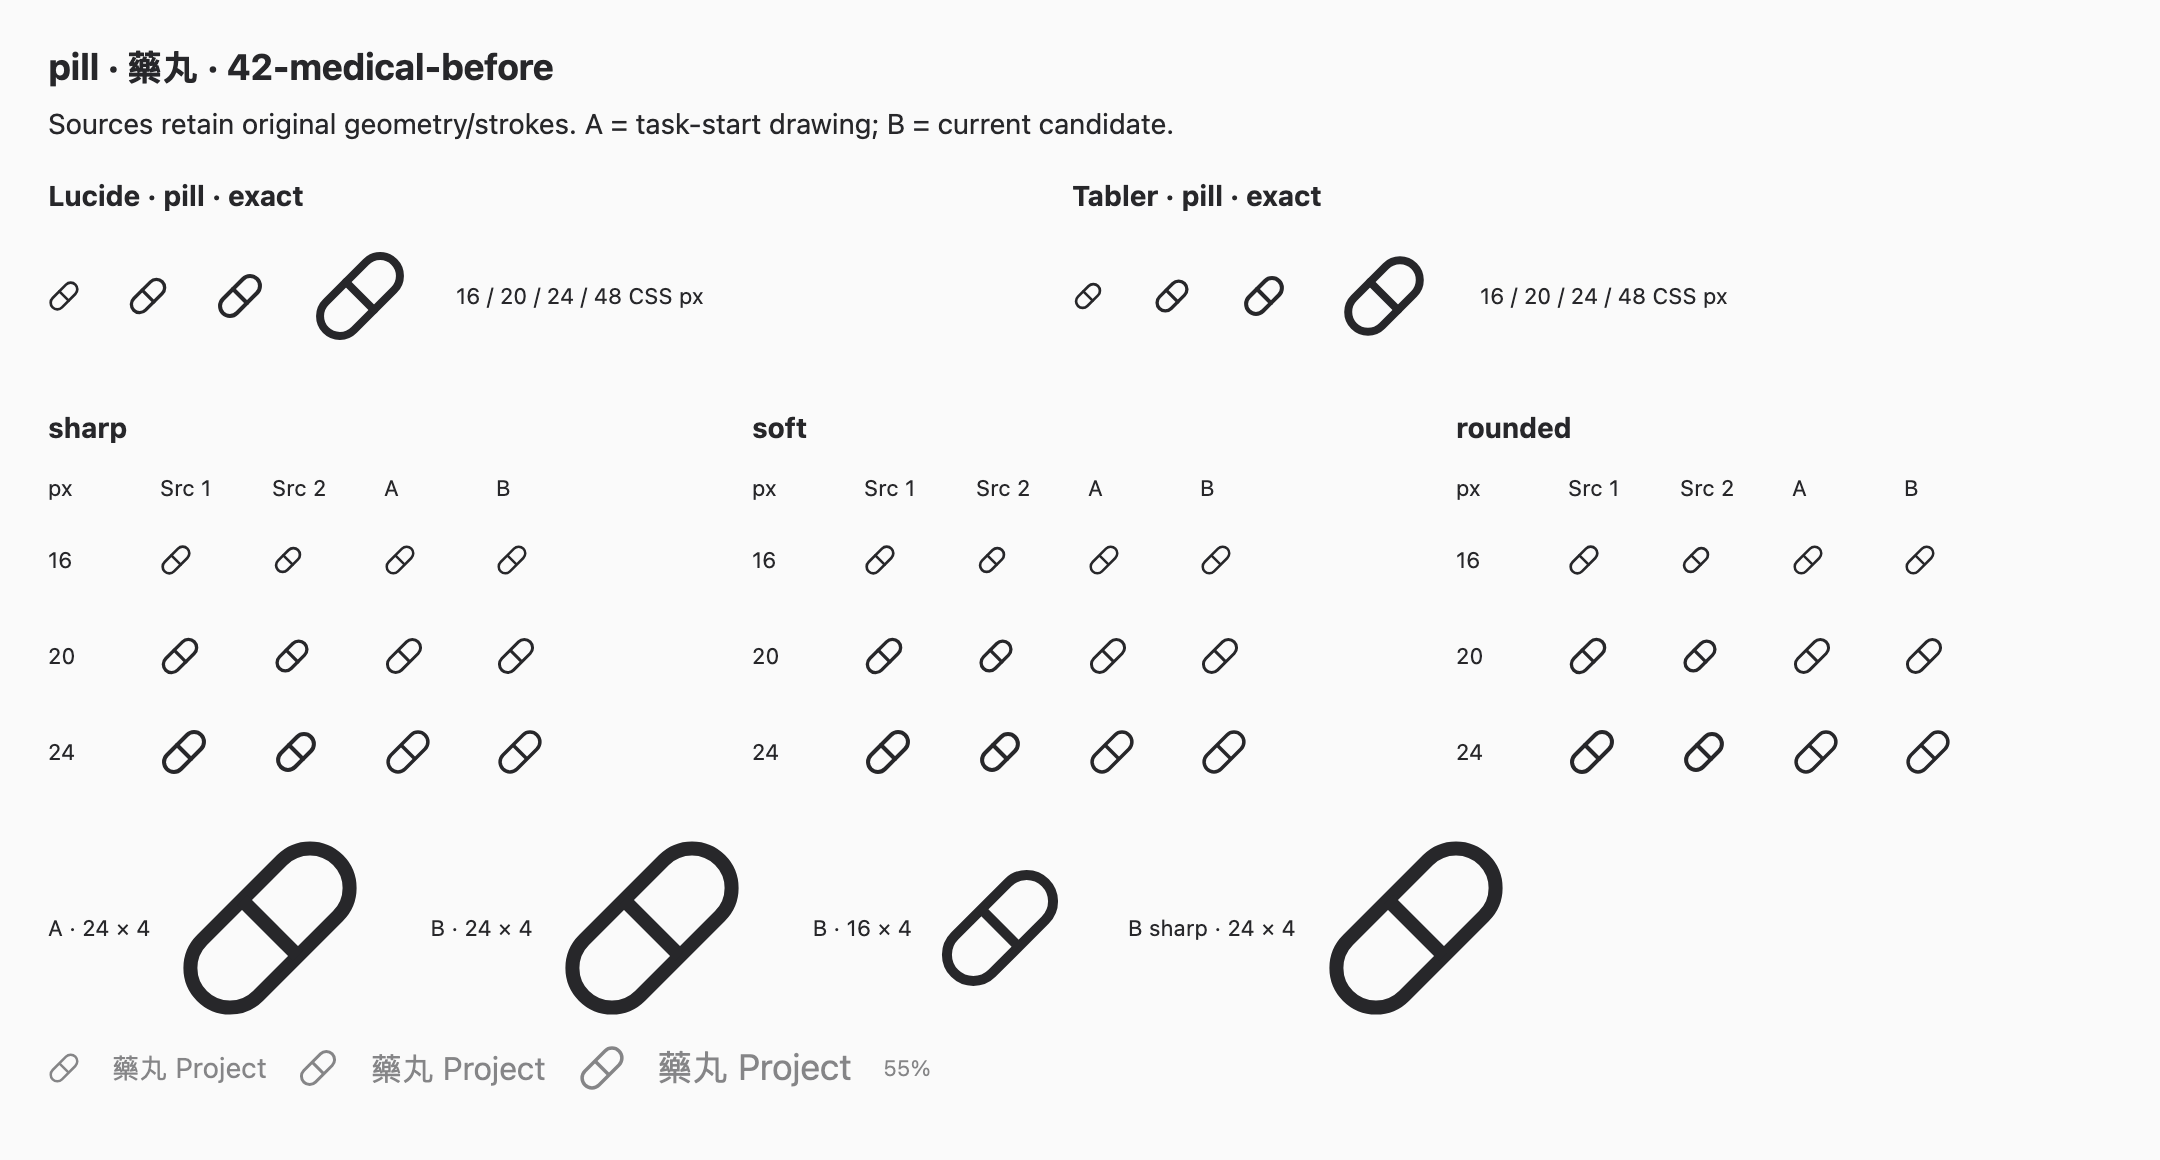 pill · 藥丸 · 42-medical-before
Sources retain original geometry/strokes. A = task-start drawing; B = current candidate.
Lucide · pill · exact
16 / 20 / 24 / 48 CSS px
Tabler · pill · exact
16 / 20 / 24 / 48 CSS px
sharp
px Src 1 Src 2 A B
16
20
24
soft
px Src 1 Src 2 A B
16
20
24
rounded
px Src 1 Src 2 A B
16
20
24
A · 24 × 4
B · 24 × 4
B · 16 × 4
B sharp · 24 × 4
藥丸 Project 藥丸 Project 藥丸 Project 55%